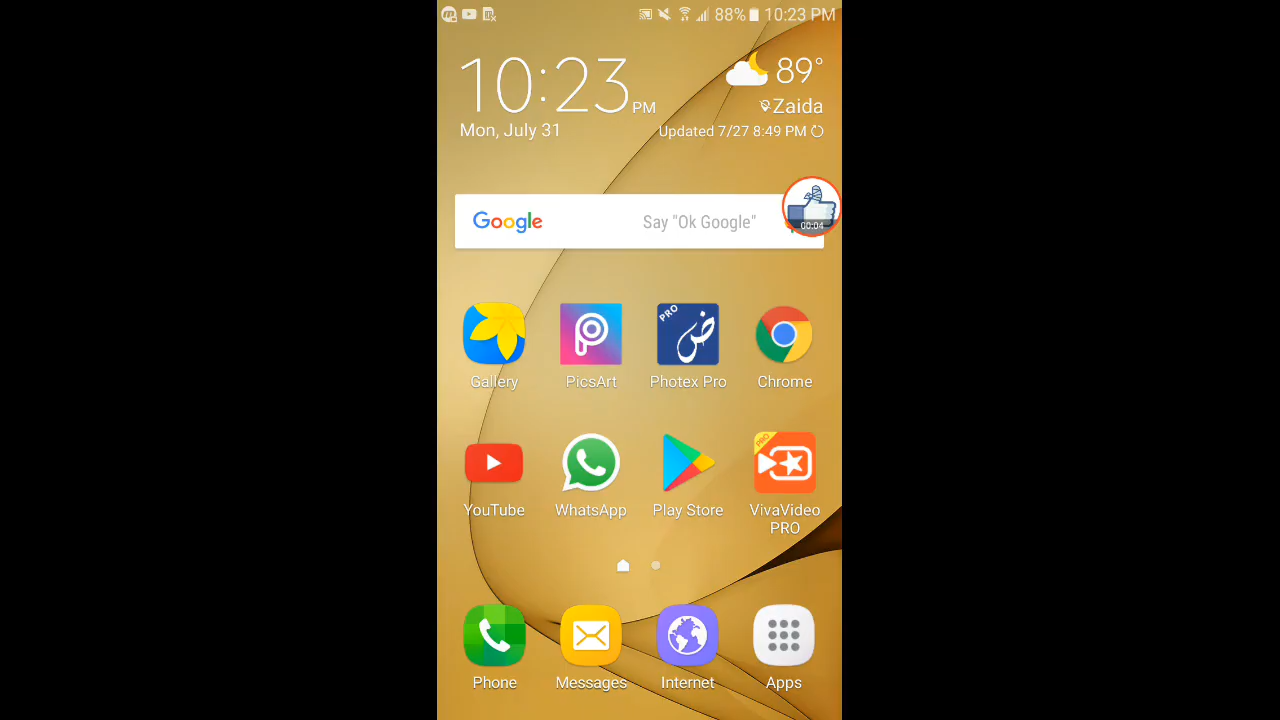 88% 10:23 PM
10:23 PM
89°
Zaida
Mon, July 31
Updated 7/27 8:49 PM
Google
Say "Ok Google"
00:04
PRO
ض
Gallery
PicsArt
Photex Pro
Chrome
PRO
YouTube
WhatsApp
Play Store
VivaVideo
PRO
Phone
Messages
Internet
Apps